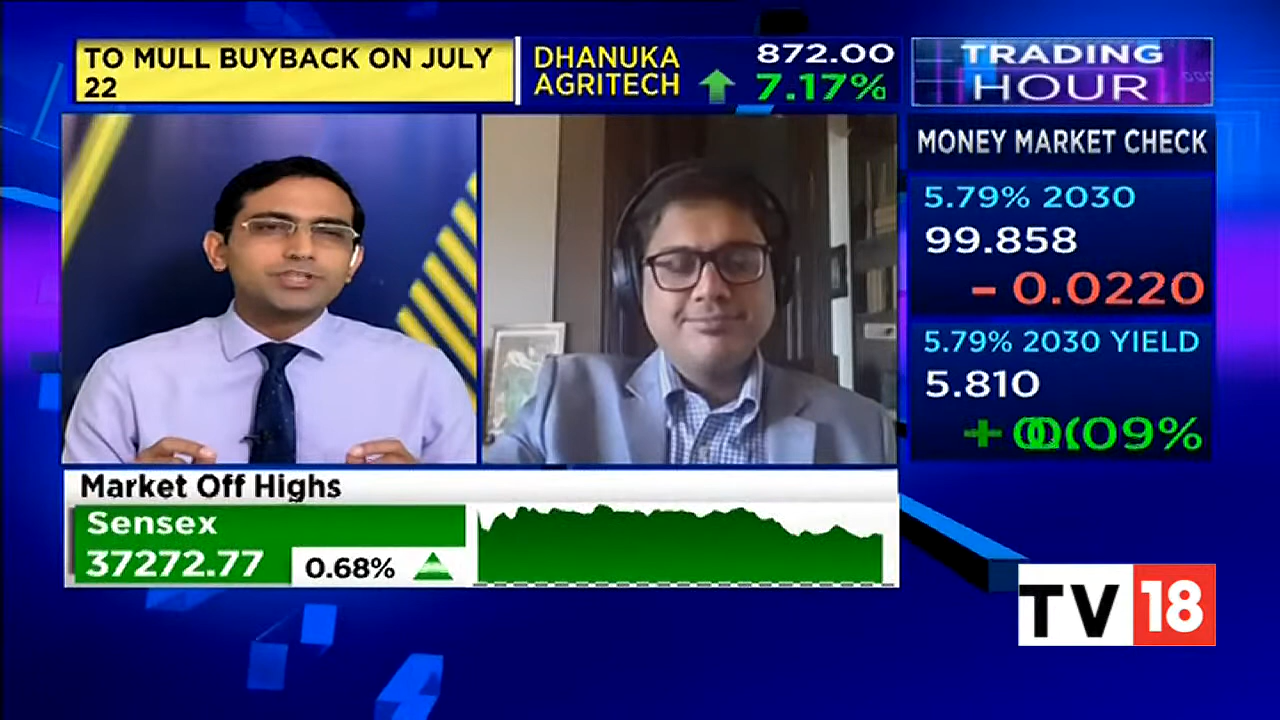 TO MULL BUYBACK ON JULY
22
DHANUKA
AGRITECH
872.00
7.17%
TRADING
HOUR
MONEY MARKET CHECK
5.79% 2030
99.858
- 0.0220
5.79% 2030 YIELD
5.810
Market Off Highs
Sensex
37272.77
0.68%
TV18